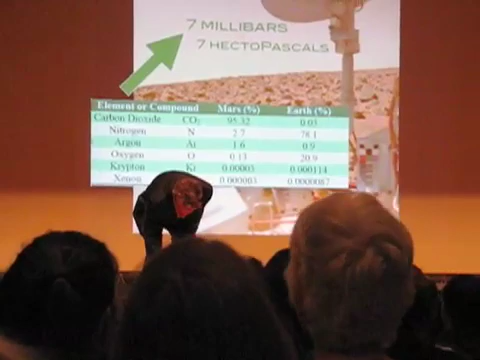 7 MILLIBARS
7 HECTOPASCALS
Element or Compound Mars (%) Earth (%)
Carbon Dioxide CO2 95.32 0.03
Nitrogen N 2.7 78.1
Argon Ar 1.6 0.9
Oxygen O 0.13 20.9
Krypton Kr 0.00003 0.000114
Xenon 0.000003 0.0000087